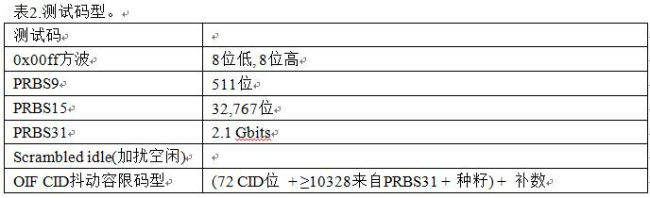 表2.测试码型。
测试码
0x00ff方波 8位低, 8位高
PRBS9 511位
PRBS15 32,767位
PRBS31 2.1 Gbits
Scrambled idle(加扰空闲)
OIF CID抖动容限码型 (72 CID位 +≥10328来自PRBS31 + 种籽) + 补数